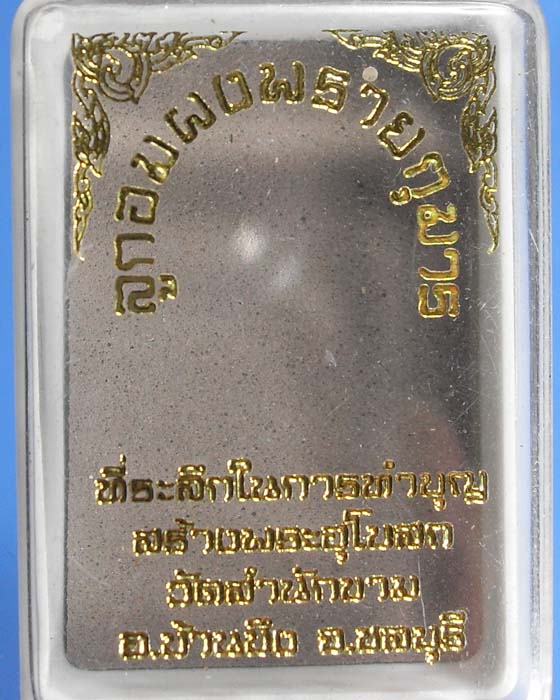 ลูกอมผงพรายกุมาร
ที่ระลึกในการทำบุญ
สร้างพระอุโบสถ
วัดสำนักขาม
อ.บ้านบึง จ.ชลบุรี